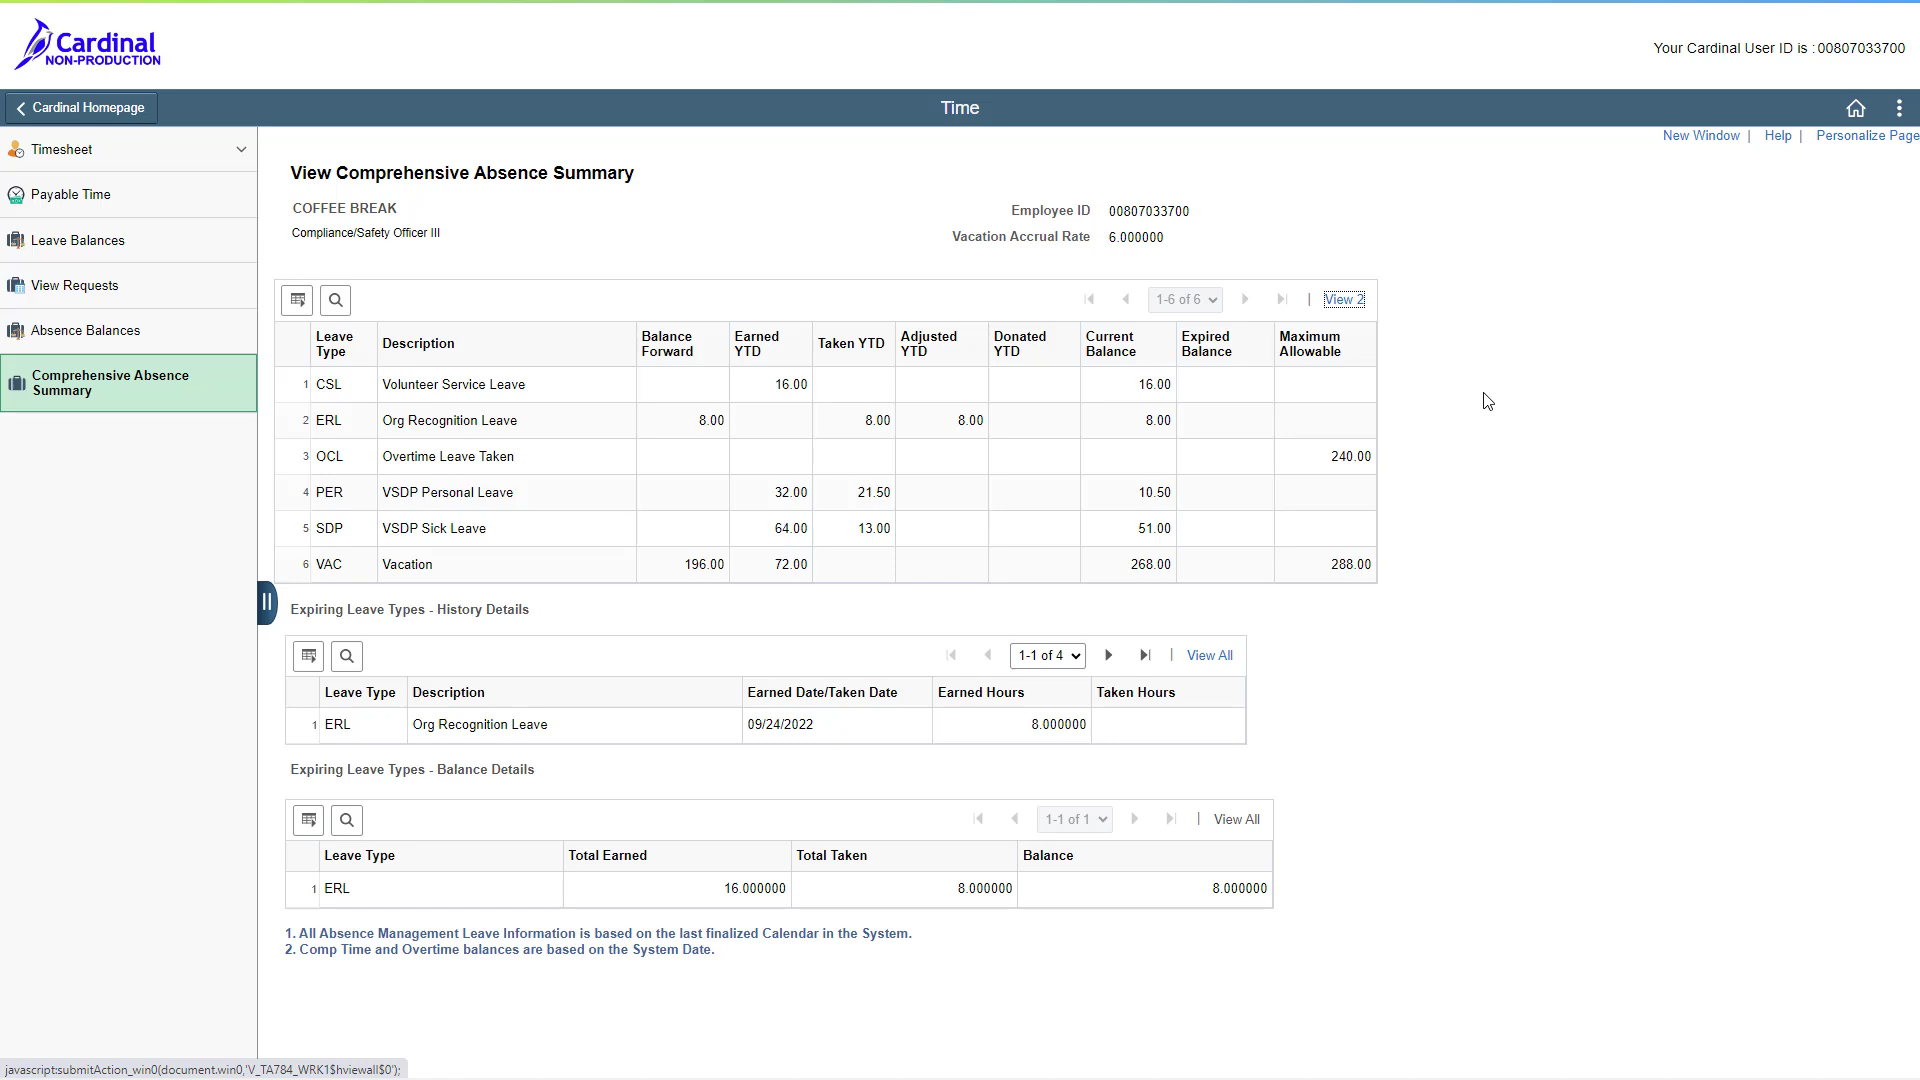 Cardinal
NON-PRODUCTION
Your Cardinal User ID is : 00807033700
Cardinal Homepage
Time
New Window | Help | Personalize Page
Timesheet
Payable Time
Leave Balances
View Requests
Absence Balances
Comprehensive Absence
Summary
View Comprehensive Absence Summary
COFFEE BREAK
Compliance/Safety Officer III
Employee ID 00807033700
Vacation Accrual Rate 6.000000
1-6 of 6 | View 2
Leave Type Description Balance Forward Earned YTD Taken YTD Adjusted YTD Donated YTD Current Balance Expired Balance Maximum Allowable
1 CSL Volunteer Service Leave 16.00 16.00
2 ERL Org Recognition Leave 8.00 8.00 8.00 8.00
3 OCL Overtime Leave Taken 240.00
4 PER VSDP Personal Leave 32.00 21.50 10.50
5 SDP VSDP Sick Leave 64.00 13.00 51.00
6 VAC Vacation 196.00 72.00 268.00 288.00
Expiring Leave Types - History Details
1-1 of 4 | View All
Leave Type Description Earned Date/Taken Date Earned Hours Taken Hours
1 ERL Org Recognition Leave 09/24/2022 8.000000
Expiring Leave Types - Balance Details
1-1 of 1 | View All
Leave Type Total Earned Total Taken Balance
1 ERL 16.000000 8.000000 8.000000
1. All Absence Management Leave Information is based on the last finalized Calendar in the System.
2. Comp Time and Overtime balances are based on the System Date.
javascript:submitAction_win0(document.win0,'V_TA784_WRK1$hviewall$0');